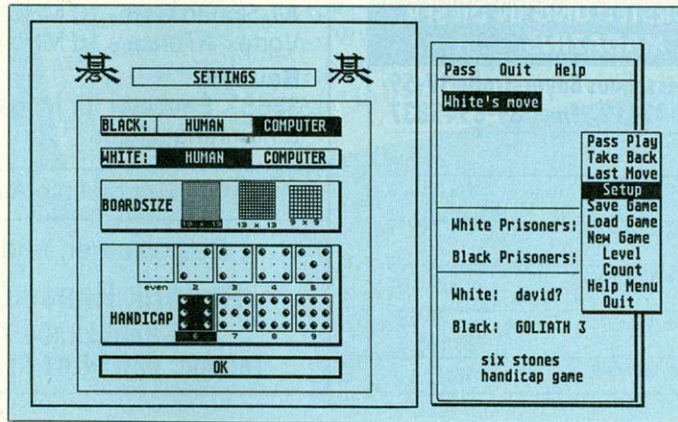 碁 SETTINGS 碁
BLACK: HUMAN COMPUTER
WHITE: HUMAN COMPUTER
BOARDSIZE
19 x 19 13 x 13 9 x 9
even 2 3 4 5
HANDICAP
6 7 8 9
OK
Pass Quit Help
White's move
Pass Play
Take Back
Last Move
Setup
Save Game
Load Game
New Game
Level
Count
Help Menu
Quit
White Prisoners:
Black Prisoners:
White: david?
Black: GOLIATH 3
six stones
handicap game